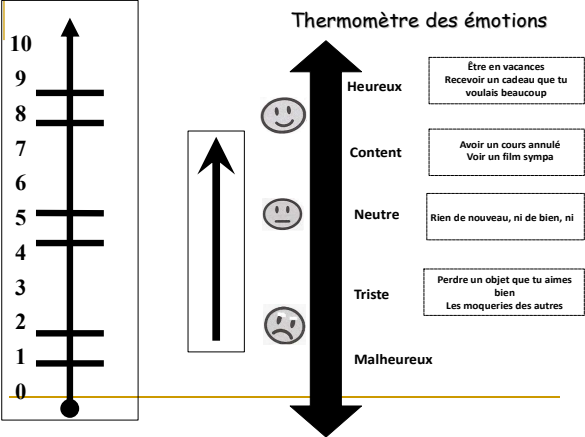 Thermomètre des émotions
10
9
8
7
6
5
4
3
2
1
0
Heureux
Être en vacances
Recevoir un cadeau que tu
voulais beaucoup
Content
Avoir un cours annulé
Voir un film sympa
Neutre
Rien de nouveau, ni de bien, ni
Triste
Perdre un objet que tu aimes
bien
Les moqueries des autres
Malheureux